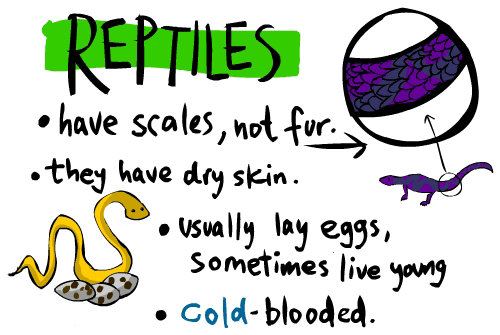 REPTILES
• have scales, not fur.
• they have dry skin.
• usually lay eggs,
sometimes live young
• cold-blooded.